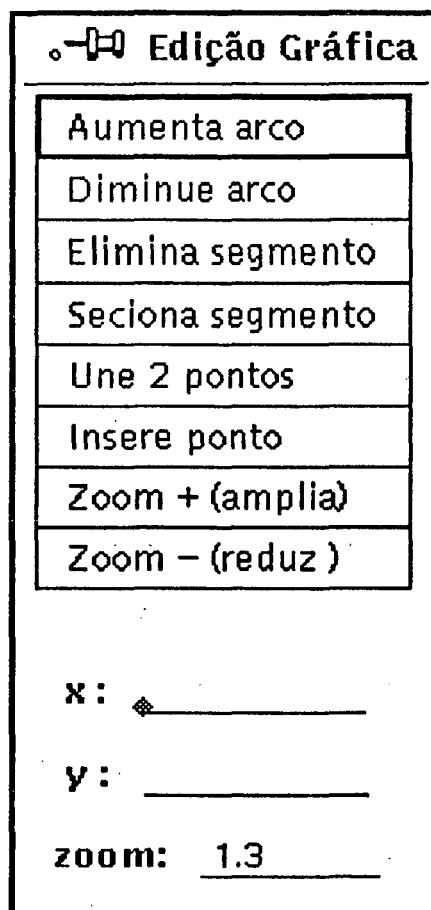 Edição Gráfica
Aumenta arco
Diminue arco
Elimina segmento
Seciona segmento
Une 2 pontos
Insere ponto
Zoom + (amplia)
Zoom – (reduz )
x :
y :
zoom: 1.3